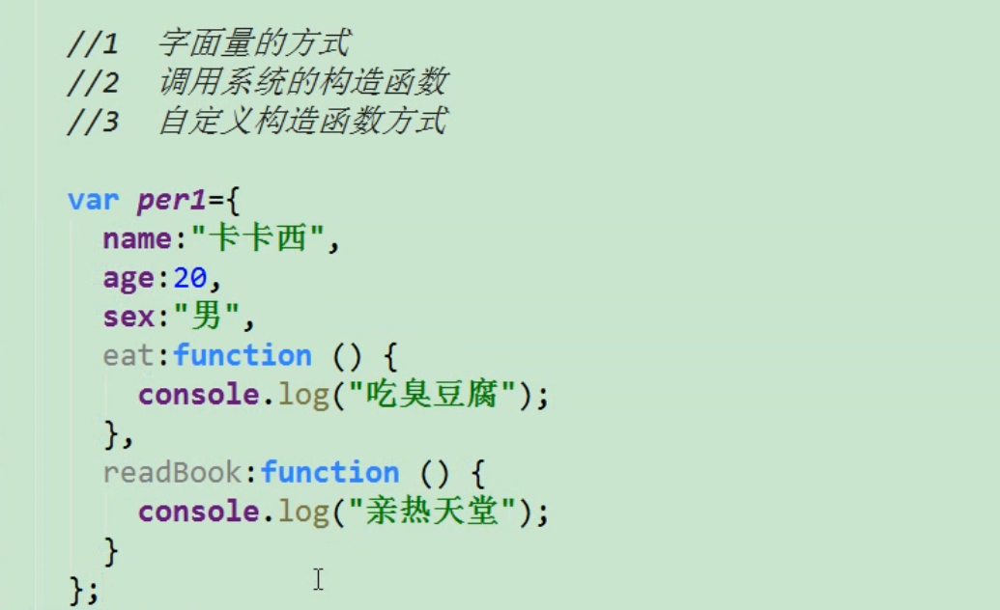 //1  字面量的方式
//2  调用系统的构造函数
//3  自定义构造函数方式
var per1={
  name:"卡卡西",
  age:20,
  sex:"男",
  eat:function () {
    console.log("吃臭豆腐");
  },
  readBook:function () {
    console.log("亲热天堂");
  }
};